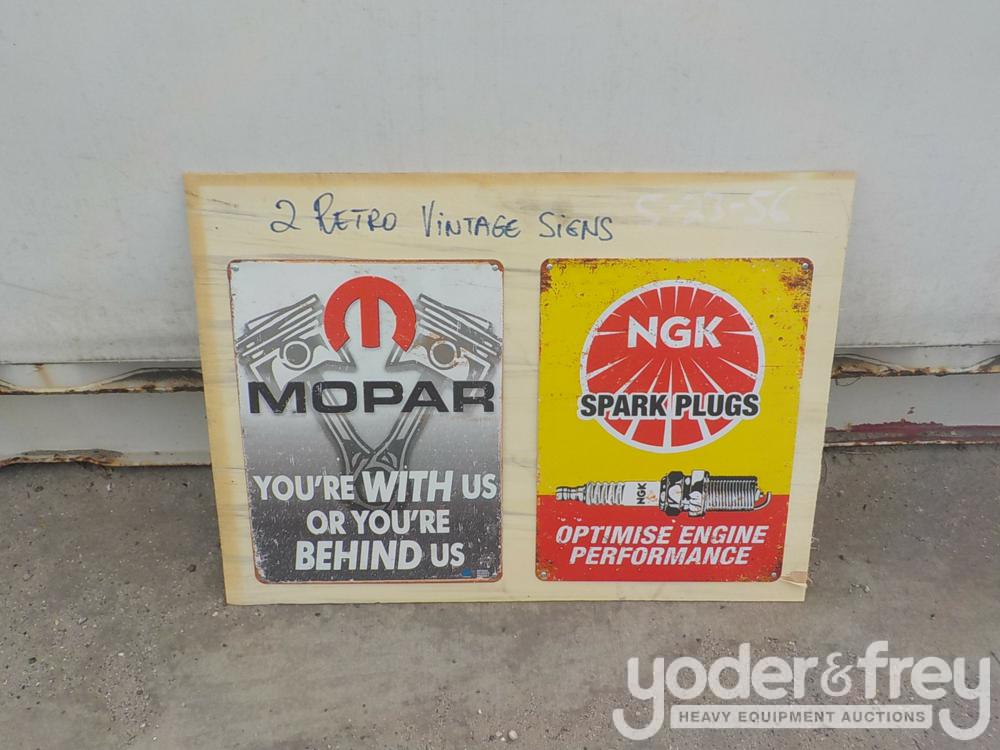 2 RETRO VINTAGE SIGNS
5-23-56
M
MOPAR
YOU'RE WITH US
OR YOU'RE
BEHIND US
NGK
SPARK PLUGS
NGK
OPTIMISE ENGINE
PERFORMANCE
yoder&frey
HEAVY EQUIPMENT AUCTIONS